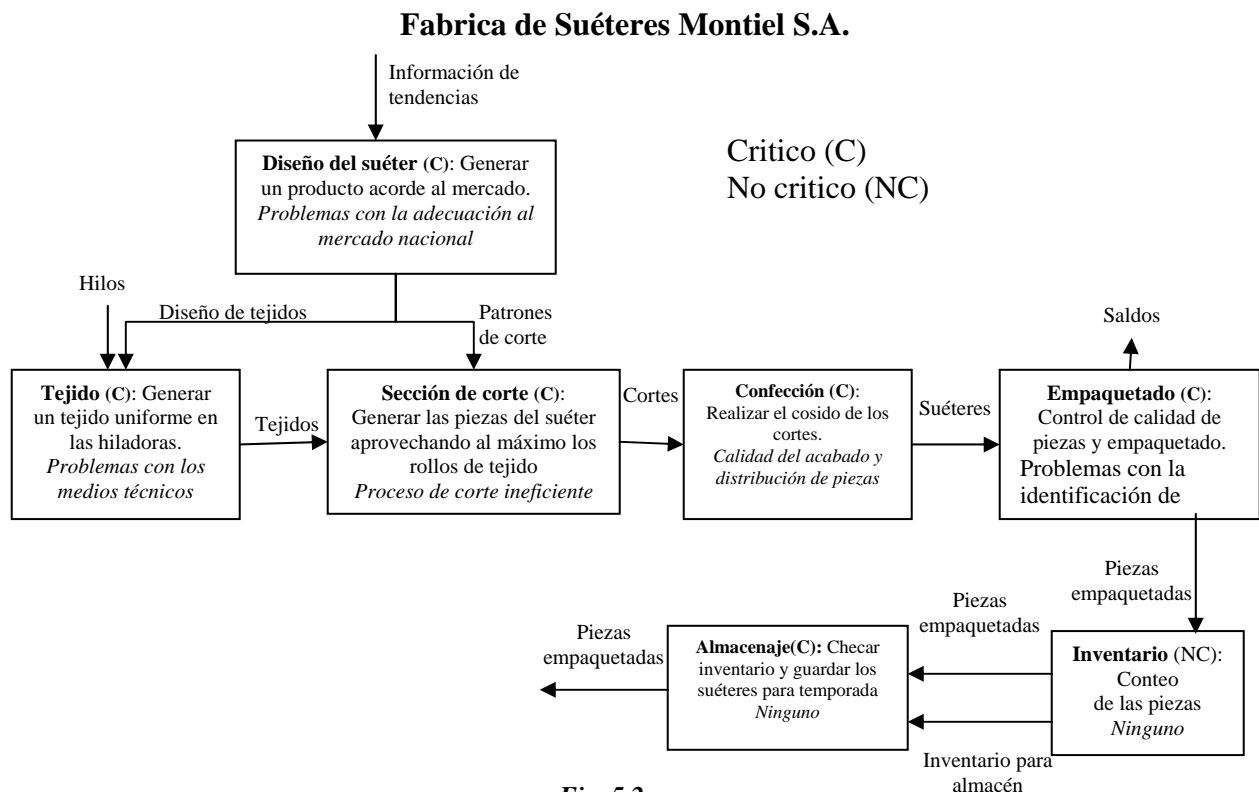 Fabrica de Suéteres Montiel S.A.
Información de
tendencias
Diseño del suéter (C): Generar
un producto acorde al mercado.
Problemas con la adecuación al
mercado nacional
Critico (C)
No critico (NC)
Hilos
Diseño de tejidos
Patrones
de corte
Saldos
Tejido (C): Generar
un tejido uniforme en
las hiladoras.
Problemas con los
medios técnicos
Tejidos
Sección de corte (C):
Generar las piezas del suéter
aprovechando al máximo los
rollos de tejido
Proceso de corte ineficiente
Cortes
Confección (C):
Realizar el cosido de los
cortes.
Calidad del acabado y
distribución de piezas
Suéteres
Empaquetado (C):
Control de calidad de
piezas y empaquetado.
Problemas con la
identificación de
Piezas
empaquetadas
Piezas
empaquetadas
Piezas
empaquetadas
Almacenaje(C): Checar
inventario y guardar los
suéteres para temporada
Ninguno
Inventario (NC):
Conteo
de las piezas
Ninguno
Inventario para
almacén